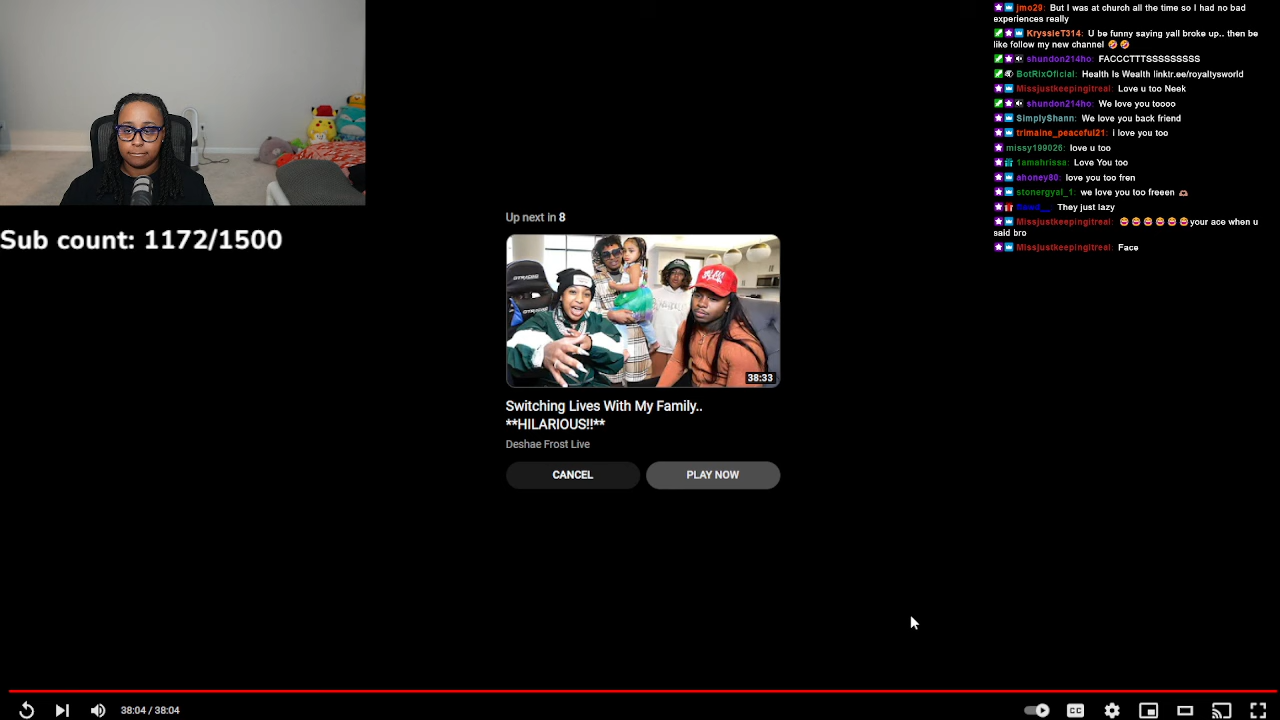 jmo29: But I was at church all the time so I had no bad
experiences really
KryssieT314: U be funny saying yall broke up.. then be
like follow my new channel 🤣 🤣
shundon214ho: FACCCTTTSSSSSSSSS
BotRixOficial: Health Is Wealth linktr.ee/royaltysworld
Missjustkeepingitreal: Love u too Neek
shundon214ho: We love you toooo
SimplyShann: We love you back friend
trimaine_peaceful21: i love you too
missy199026: love u too
1amahrissa: Love You too
ahoney80: love you too fren
stonergyal_1: we love you too freeen
They just lazy
Missjustkeepingitreal: your ace when u
said bro
Missjustkeepingitreal: Face
Sub count: 1172/1500
Up next in 8
38:33
Switching Lives With My Family..
**HILARIOUS!!**
Deshae Frost Live
CANCEL
PLAY NOW
38:04 / 38:04
CC